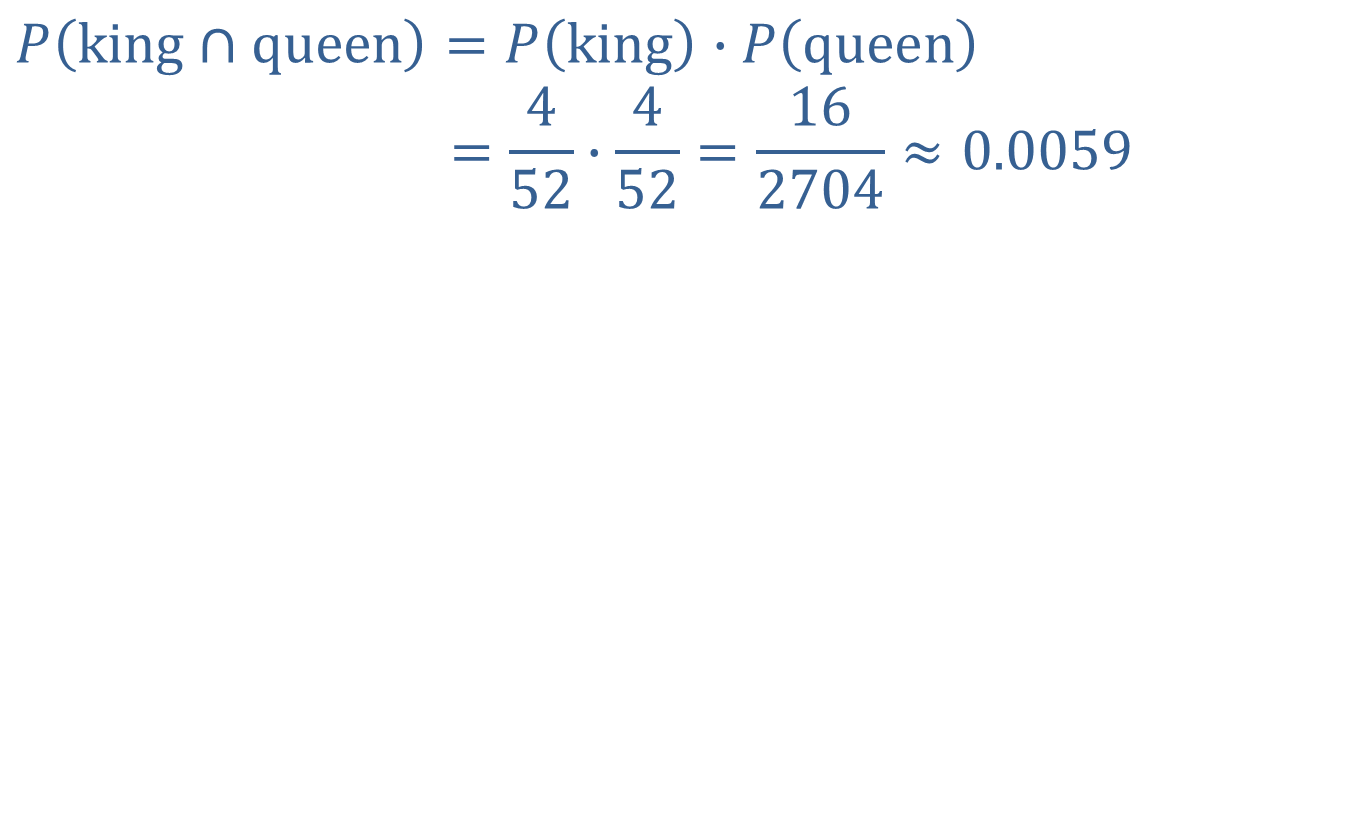 P(king ∩ queen) = P(king) · P(queen)
= 4/52 · 4/52 = 16/2704 ≈ 0.0059